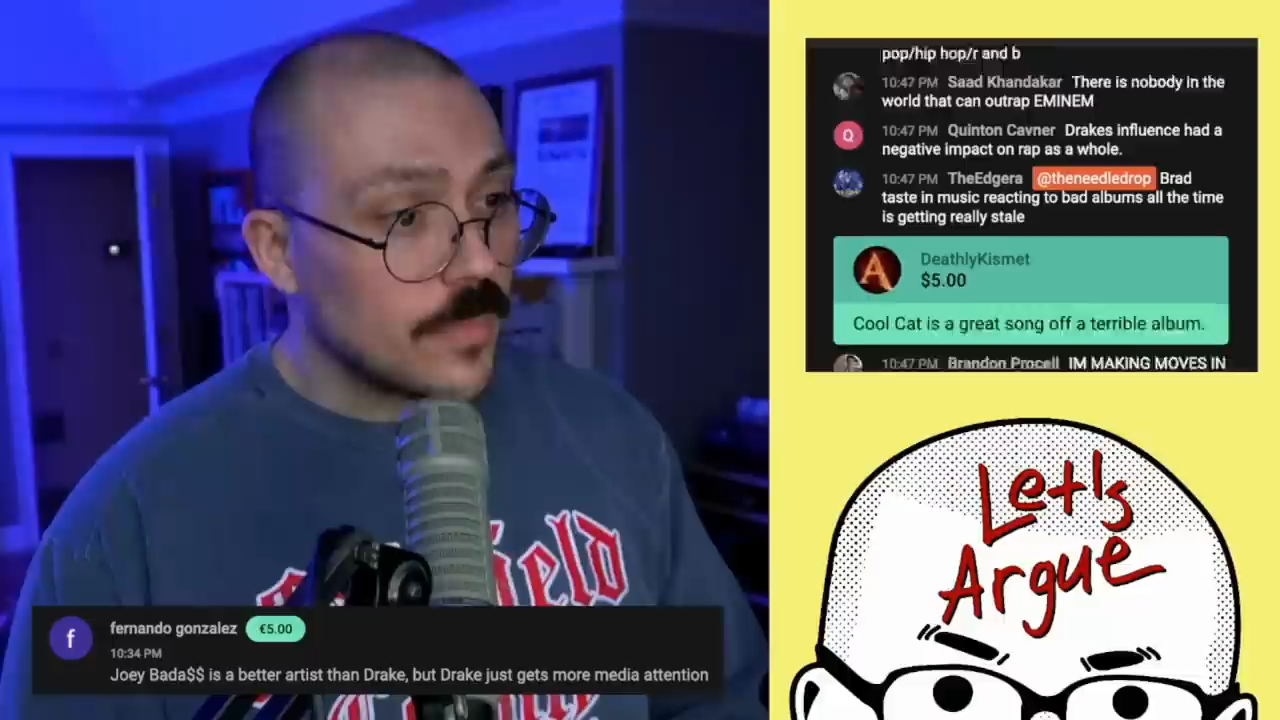 pop/hip hop/r and b
10:47 PM Saad Khandakar There is nobody in the
world that can outrap EMINEM
Q
10:47 PM Quinton Cavner Drakes influence had a
negative impact on rap as a whole.
10:47 PM TheEdgera @theneedledrop Brad
taste in music reacting to bad albums all the time
is getting really stale
A
DeathlyKismet
$5.00
Cool Cat is a great song off a terrible album.
10:47 PM Brandon Procell IM MAKING MOVES IN
Let's
Argue
f
fernando gonzalez €5.00
10:34 PM
Joey Bada$$ is a better artist than Drake, but Drake just gets more media attention